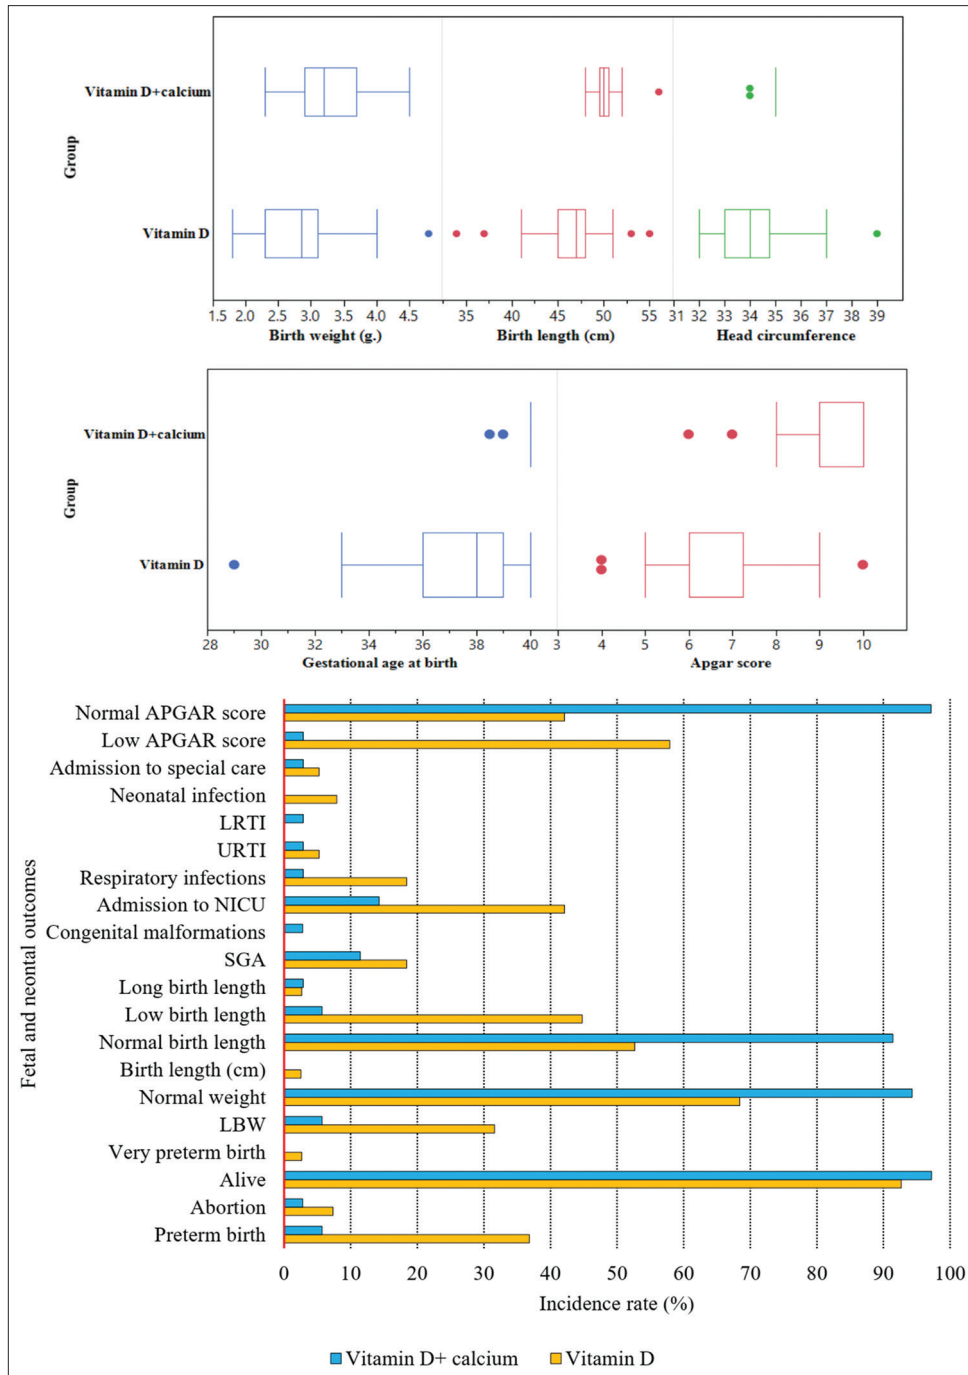 Vitamin D+calcium
Group
Vitamin D
1.5 2.0 2.5 3.0 3.5 4.0 4.5 35 40 45 50 55 31 32 33 34 35 36 37 38 39
Birth weight (g.) Birth length (cm) Head circumference
Vitamin D+calcium
Group
Vitamin D
28 30 32 34 36 38 40 3 4 5 6 7 8 9 10
Gestational age at birth Apgar score
Fetal and neontal outcomes
Normal APGAR score
Low APGAR score
Admission to special care
Neonatal infection
LRTI
URTI
Respiratory infections
Admission to NICU
Congenital malformations
SGA
Long birth length
Low birth length
Normal birth length
Birth length (cm)
Normal weight
LBW
Very preterm birth
Alive
Abortion
Preterm birth
0 10 20 30 40 50 60 70 80 90 100
Incidence rate (%)
Vitamin D+ calcium Vitamin D